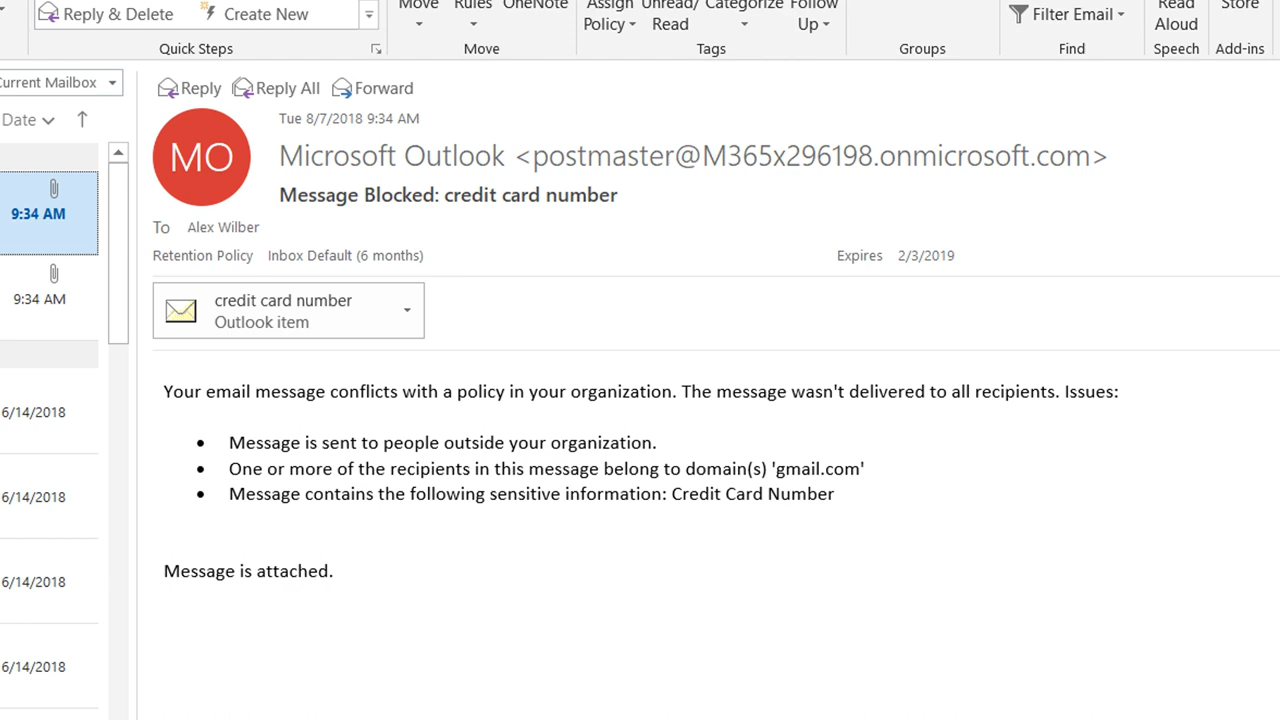 Reply & Delete
Create New
Move
Rules
OneNote
Assign Policy
Unread/ Read
Categorize
Follow Up
Filter Email
Read Aloud
Store
Quick Steps
Move
Tags
Groups
Find
Speech
Add-ins
Current Mailbox
Date
9:34 AM
9:34 AM
6/14/2018
6/14/2018
6/14/2018
6/14/2018
Reply
Reply All
Forward
MO
Tue 8/7/2018 9:34 AM
Microsoft Outlook <postmaster@M365x296198.onmicrosoft.com>
Message Blocked: credit card number
To Alex Wilber
Retention Policy Inbox Default (6 months)
Expires 2/3/2019
credit card number
Outlook item
Your email message conflicts with a policy in your organization. The message wasn't delivered to all recipients. Issues:
• Message is sent to people outside your organization.
• One or more of the recipients in this message belong to domain(s) 'gmail.com'
• Message contains the following sensitive information: Credit Card Number
Message is attached.